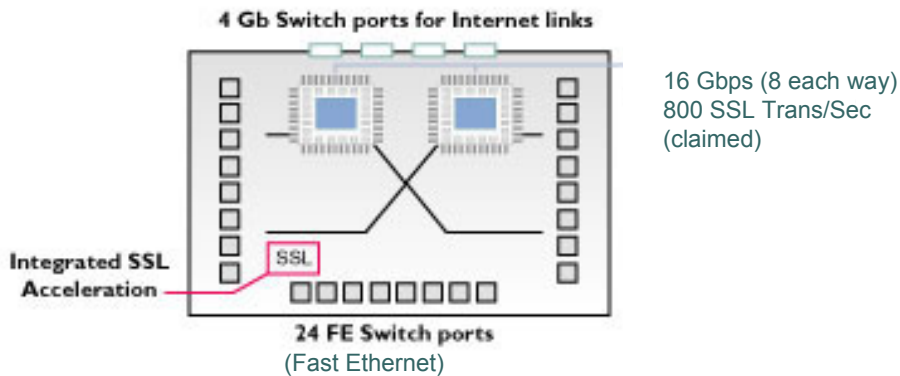 4 Gb Switch ports for Internet links
16 Gbps (8 each way)
800 SSL Trans/Sec
(claimed)
Integrated SSL
Acceleration
SSL
24 FE Switch ports
(Fast Ethernet)